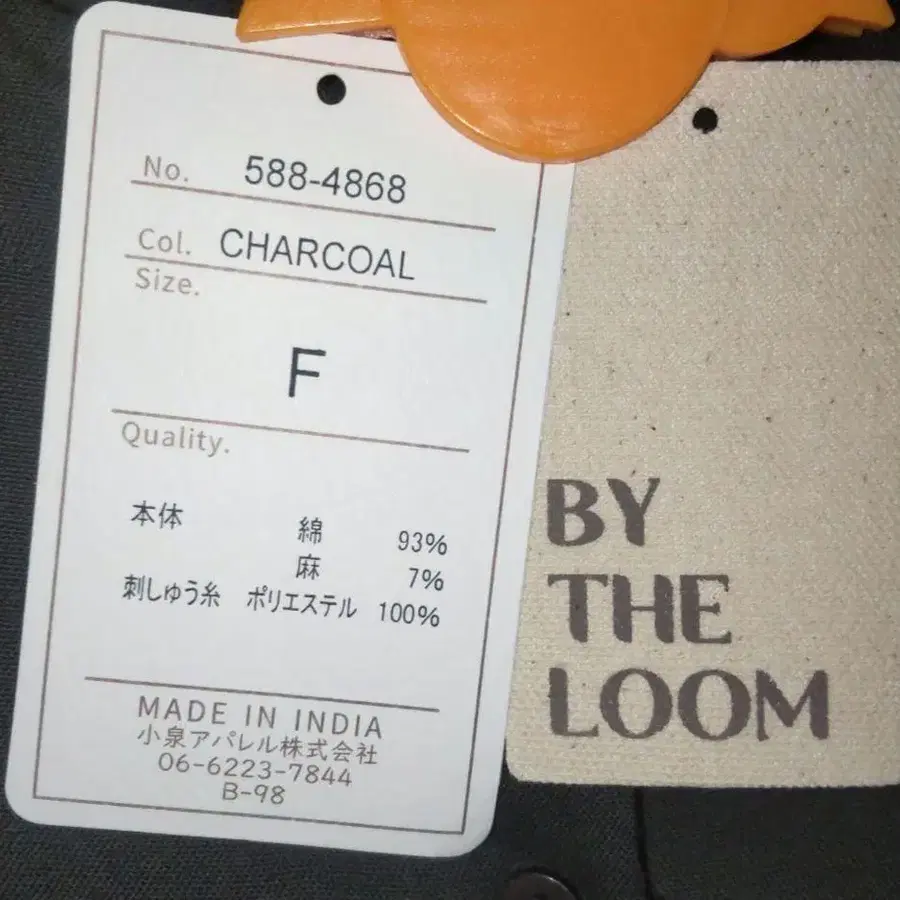 No. 588-4868
Col. CHARCOAL
Size.
F
Quality.
本体 綿 93%
麻 7%
刺しゅう糸 ポリエステル 100%
MADE IN INDIA
小泉アパレル株式会社
06-6223-7844
B-98
BY
THE
LOOM